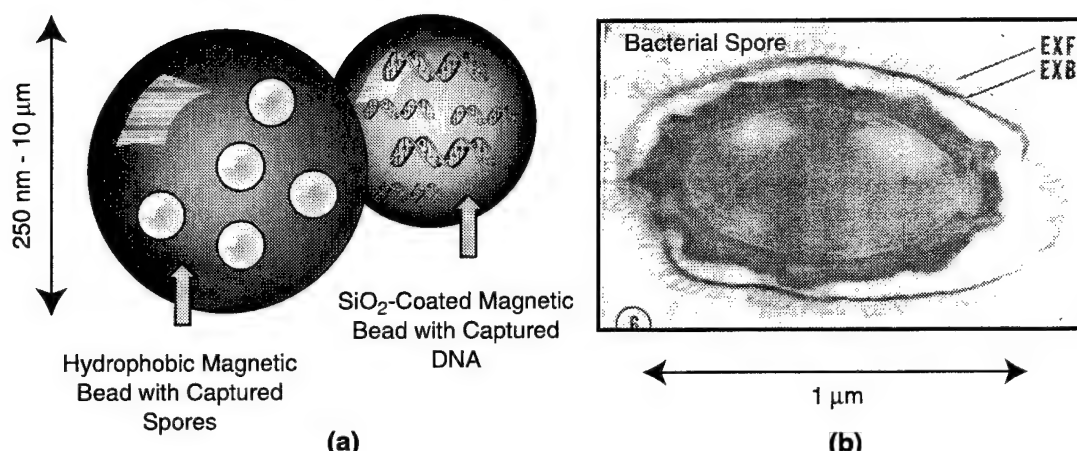 250 nm - 10 µm
Hydrophobic Magnetic
Bead with Captured
Spores
SiO₂-Coated Magnetic
Bead with Captured
DNA
(a)
Bacterial Spore
EXF
EXB
6
1 µm
(b)